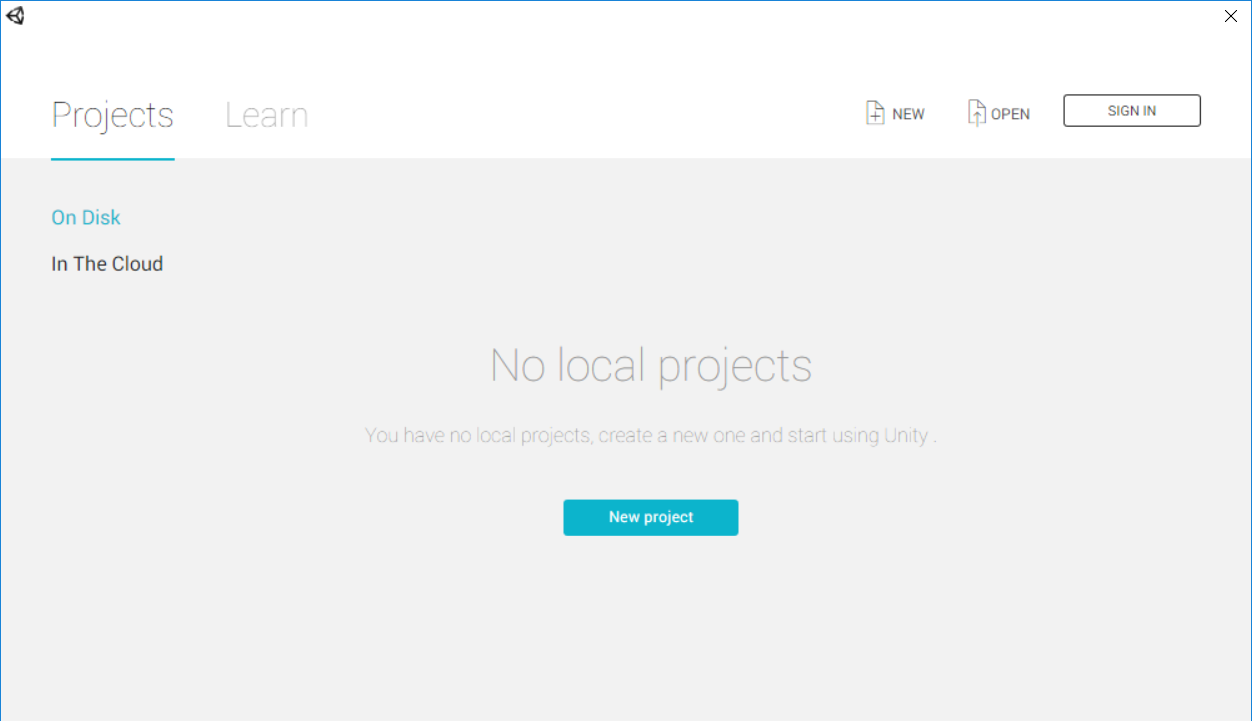 Projects Learn NEW OPEN SIGN IN
On Disk
In The Cloud
No local projects
You have no local projects, create a new one and start using Unity .
New project